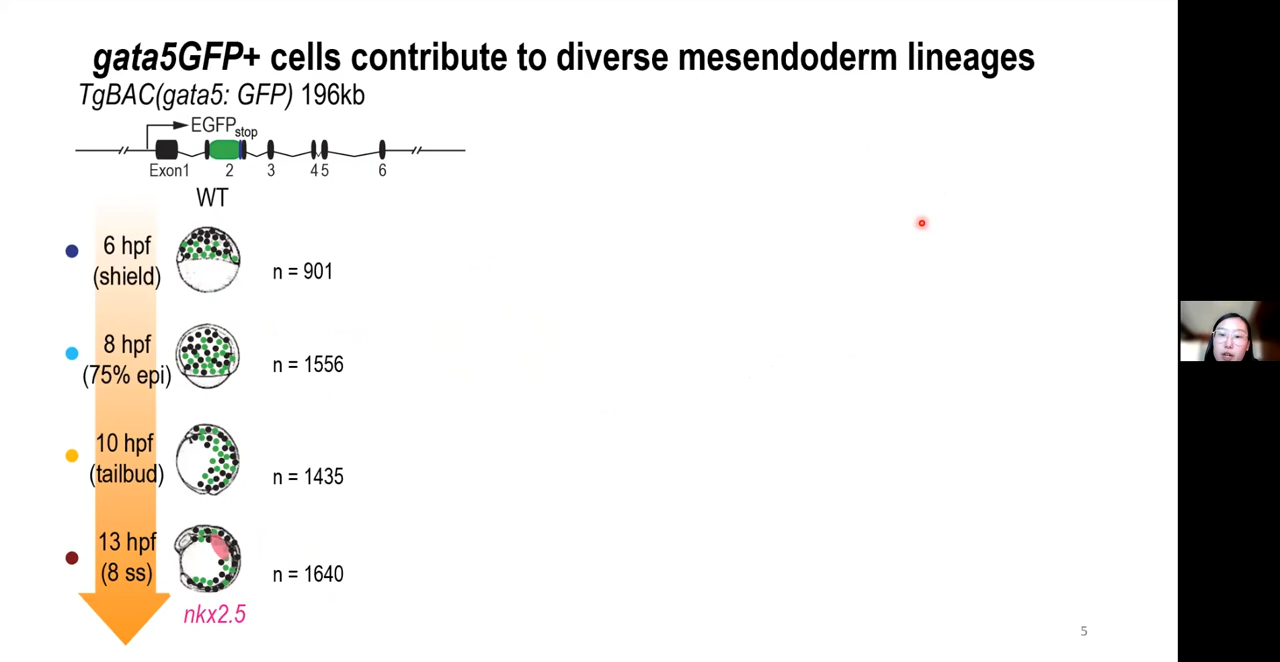 gata5GFP+ cells contribute to diverse mesendoderm lineages
TgBAC(gata5: GFP) 196kb
EGFP stop
Exon1 2 3 4 5 6
WT
6 hpf
(shield)
n = 901
8 hpf
(75% epi)
n = 1556
10 hpf
(tailbud)
n = 1435
13 hpf
(8 ss)
n = 1640
nkx2.5
5